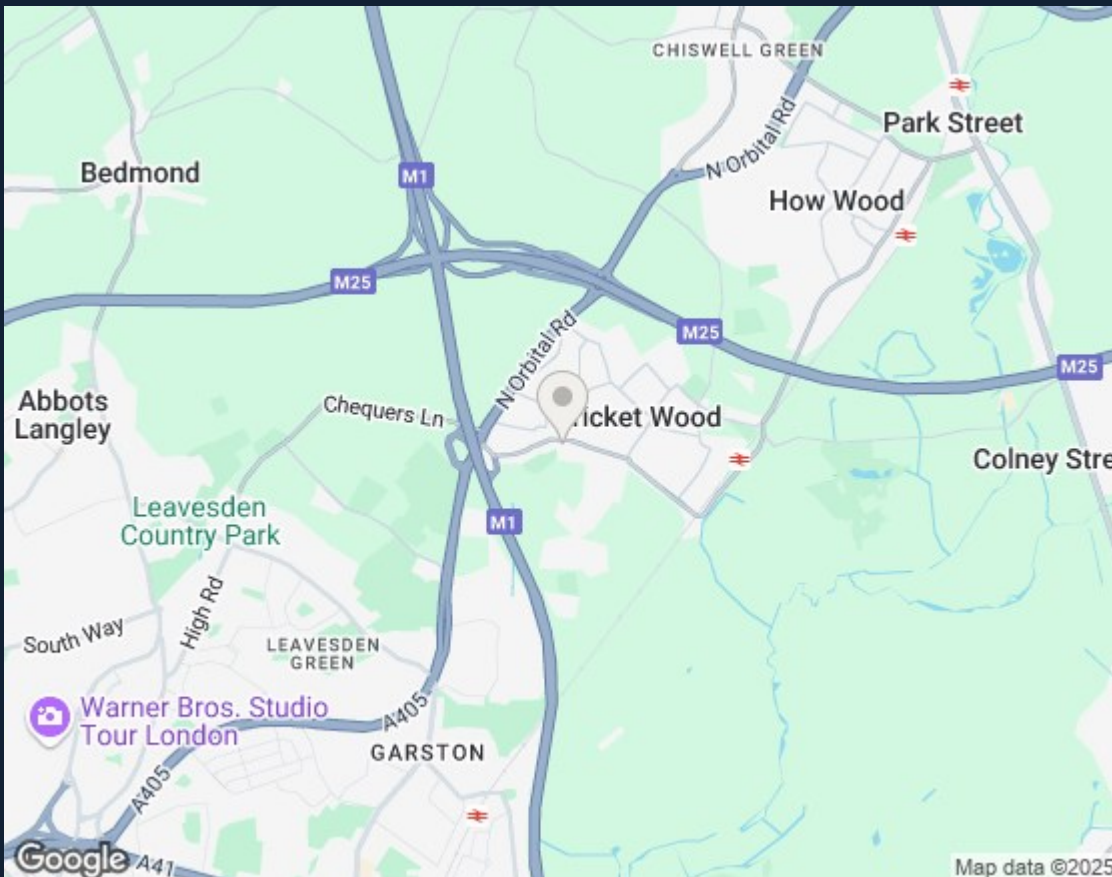 CHISWELL GREEN
Park Street
N Orbital Rd
Bedmond
M1
How Wood
M25
M25
N Orbital Rd
M25
Abbots
Langley
Chequers Ln
ricket Wood
Colney Stre
Leavesden
Country Park
M1
High Rd
South Way
LEAVESDEN
GREEN
Warner Bros. Studio
Tour London
A405
GARSTON
A405
Google
A41
Map data ©2025